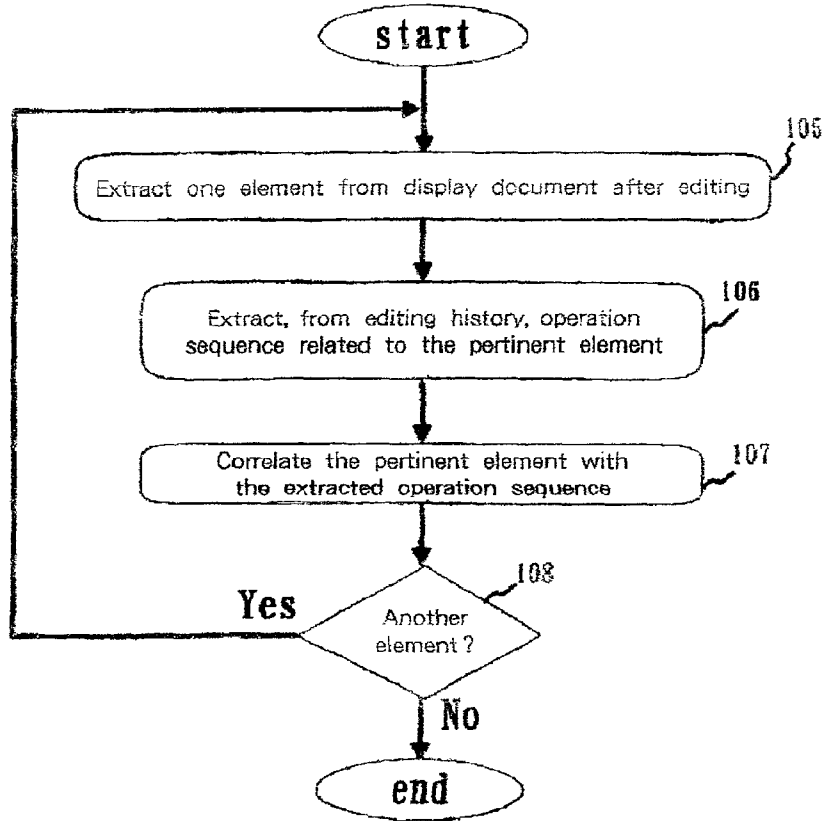 start
105
Extract one element from display document after editing
106
Extract, from editing history, operation
sequence related to the pertinent element
107
Correlate the pertinent element with
the extracted operation sequence
108
Yes
Another
element?
No
end